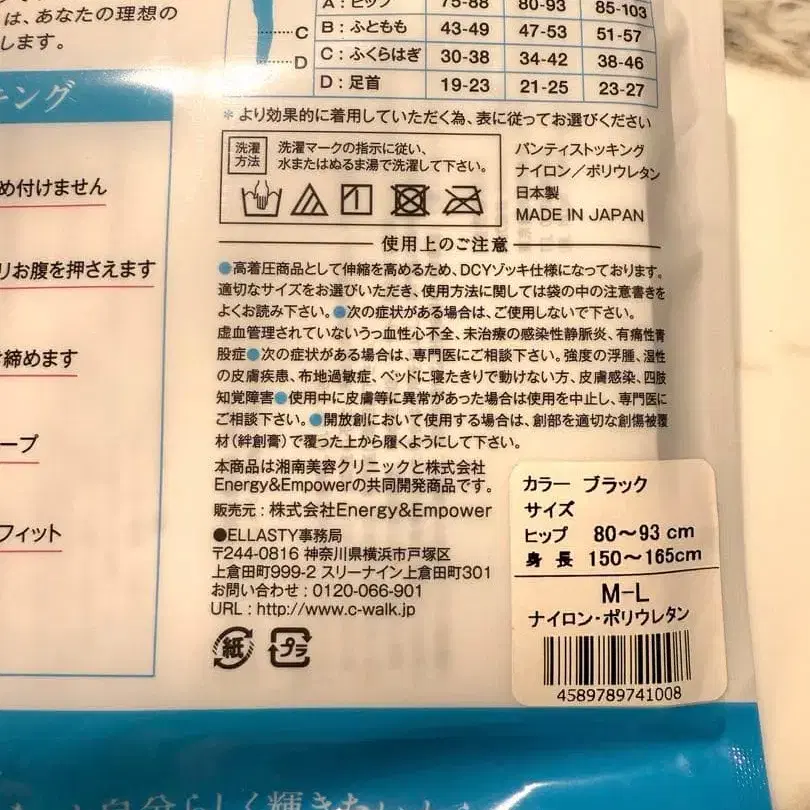 は、あなたの理想の
します。
キング
め付けません
リお腹を押さえます
締めます
ープ
フィット
A：ヒップ 75-88 80-93 85-103
B：ふともも 43-49 47-53 51-57
C：ふくらはぎ 30-38 34-42 38-46
D：足首 19-23 21-25 23-27
C
D
＊より効果的に着用していただく為、表に従ってお選びください
洗濯方法
洗濯マークの指示に従い、
水またはぬるま湯で洗濯して下さい。
パンティストッキング
ナイロン／ポリウレタン
日本製
MADE IN JAPAN
使用上のご注意
●高着圧商品として伸縮を高めるため、DCYゾッキ仕様になっております。
適切なサイズをお選びいただき、使用方法に関しては袋の中の注意書きを
よくお読み下さい。●次の症状がある場合は、ご使用しないで下さい。
虚血管理されていないうっ血性心不全、未治療の感染性静脈炎、有痛性青
股症●次の症状がある場合は、専門医にご相談下さい。強度の浮腫、湿性
の皮膚疾患、布地過敏症、ベッドに寝たきりで動けない方、皮膚感染、四肢
知覚障害●使用中に皮膚等に異常があった場合は使用を中止し、専門医に
ご相談下さい。●開放創において使用する場合は、創部を適切な創傷被覆
材（絆創膏）で覆った上から履くようにして下さい。
本商品は湘南美容クリニックと株式会社
Energy&Empowerの共同開発商品です。
販売元：株式会社Energy&Empower
●ELLASTY事務局
〒244-0816 神奈川県横浜市戸塚区
上倉田町999-2 スリーナイン上倉田町301
お問い合わせ：0120-066-901
URL：http://www.c-walk.jp
紙
プラ
カラー ブラック
サイズ
ヒップ 80～93 cm
身長 150～165cm
M-L
ナイロン・ポリウレタン
4589789741008
自分らしく輝きたい